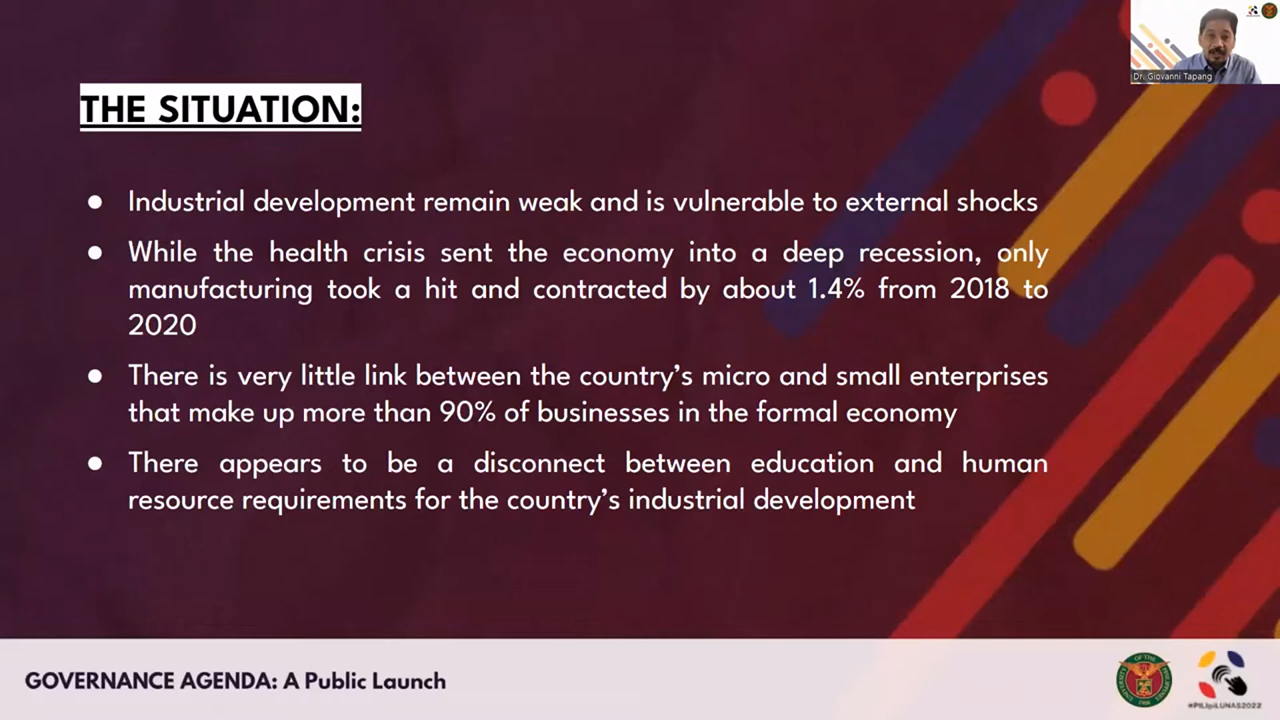 Dr. Giovanni Tapang
THE SITUATION:
● Industrial development remain weak and is vulnerable to external shocks
● While the health crisis sent the economy into a deep recession, only
manufacturing took a hit and contracted by about 1.4% from 2018 to
2020
● There is very little link between the country’s micro and small enterprises
that make up more than 90% of businesses in the formal economy
● There appears to be a disconnect between education and human
resource requirements for the country’s industrial development
GOVERNANCE AGENDA: A Public Launch
#PILIpiLUNAS2022